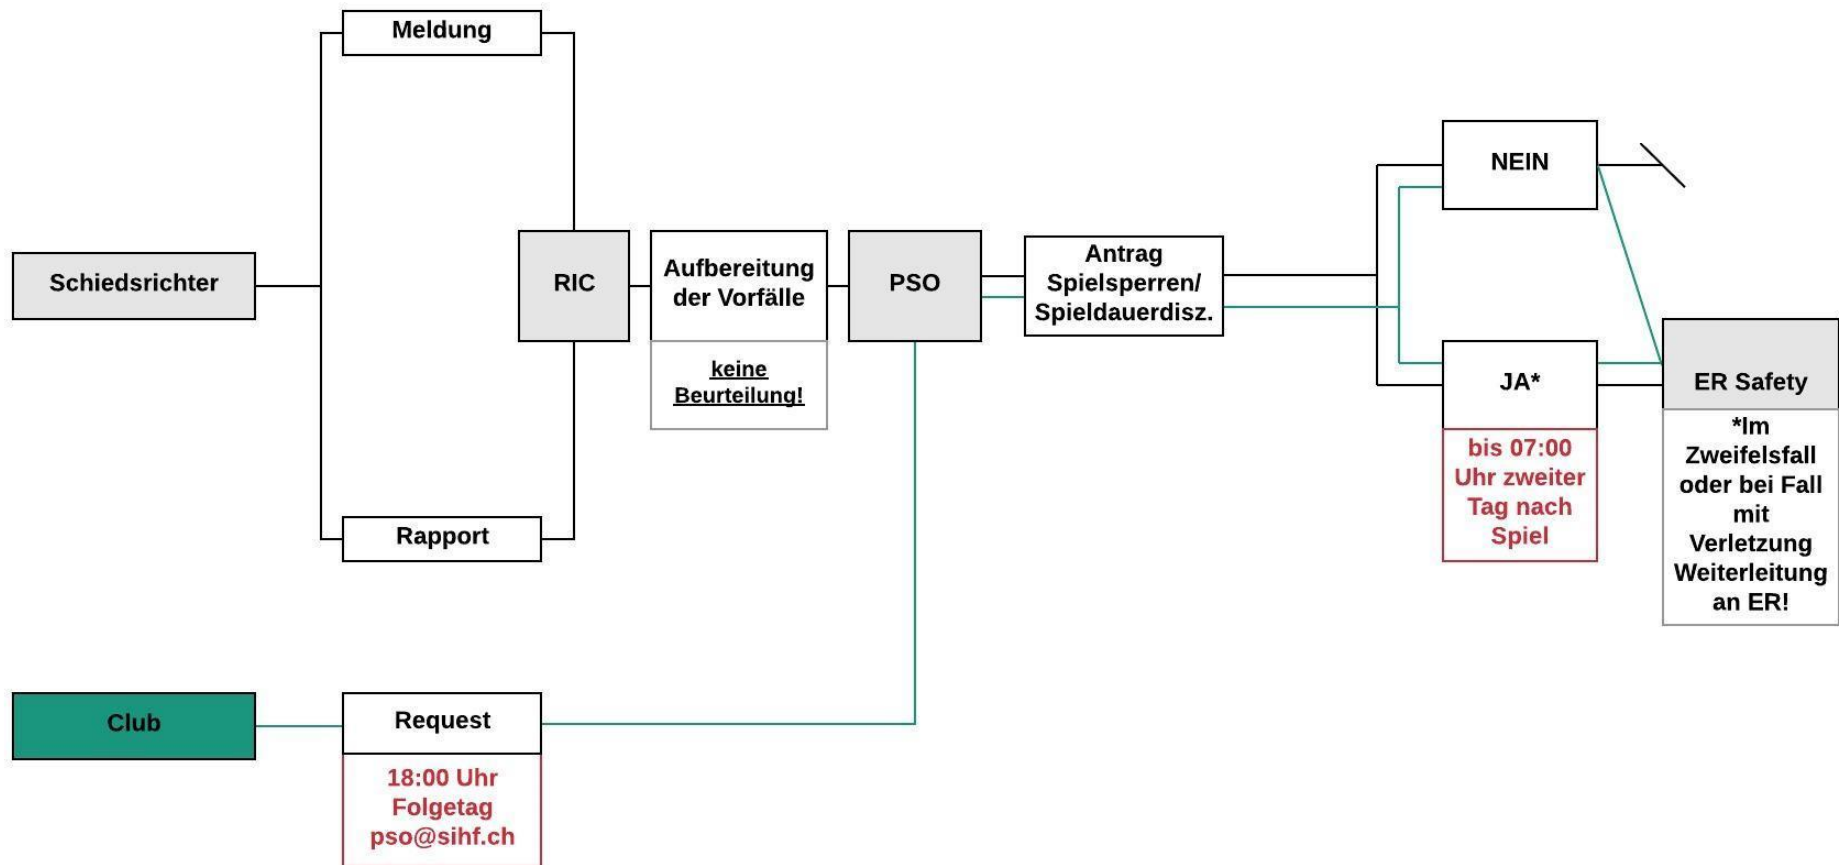 Meldung
Schiedsrichter
RIC
Aufbereitung
der Vorfälle
keine
Beurteilung!
PSO
Antrag
Spielsperren/
Spieldauerdisz.
NEIN
JA*
bis 07:00
Uhr zweiter
Tag nach
Spiel
ER Safety
*Im
Zweifelsfall
oder bei Fall
mit
Verletzung
Weiterleitung
an ER!
Rapport
Club
Request
18:00 Uhr
Folgetag
pso@sihf.ch